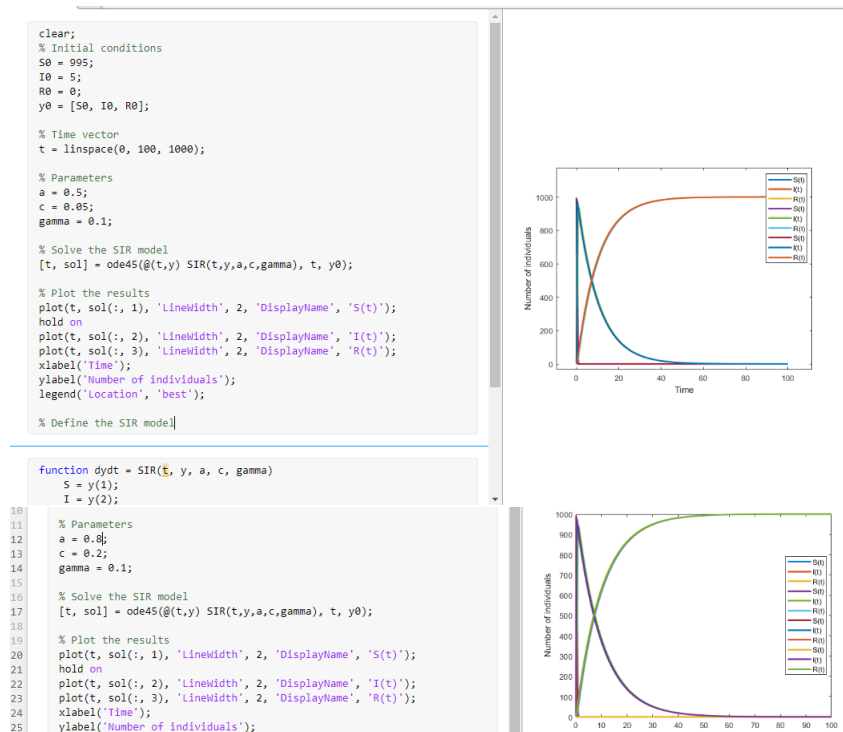 clear;
% Initial conditions
S0 = 995;
I0 = 5;
R0 = 0;
y0 = [S0, I0, R0];
% Time vector
t = linspace(0, 100, 1000);
% Parameters
a = 0.5;
c = 0.05;
gamma = 0.1;
% Solve the SIR model
[t, sol] = ode45(@(t,y) SIR(t,y,a,c,gamma), t, y0);
% Plot the results
plot(t, sol(:, 1), 'LineWidth', 2, 'DisplayName', 'S(t)');
hold on
plot(t, sol(:, 2), 'LineWidth', 2, 'DisplayName', 'I(t)');
plot(t, sol(:, 3), 'LineWidth', 2, 'DisplayName', 'R(t)');
xlabel('Time');
ylabel('Number of individuals');
legend('Location', 'best');
% Define the SIR model
function dydt = SIR(t, y, a, c, gamma)
S = y(1);
I = y(2);
Number of individuals
1000
800
600
400
200
0
0 20 40 60 80 100
Time
S(t)
I(t)
R(t)
S(t)
I(t)
R(t)
S(t)
I(t)
R(t)
10
11 % Parameters
12 a = 0.8;
13 c = 0.2;
14 gamma = 0.1;
15
16 % Solve the SIR model
17 [t, sol] = ode45(@(t,y) SIR(t,y,a,c,gamma), t, y0);
18
19 % Plot the results
20 plot(t, sol(:, 1), 'LineWidth', 2, 'DisplayName', 'S(t)');
21 hold on
22 plot(t, sol(:, 2), 'LineWidth', 2, 'DisplayName', 'I(t)');
23 plot(t, sol(:, 3), 'LineWidth', 2, 'DisplayName', 'R(t)');
24 xlabel('Time');
25 ylabel('Number of individuals');
Number of individuals
1000
900
800
700
600
500
400
300
200
100
0
0 10 20 30 40 50 60 70 80 90 100
S(t)
I(t)
R(t)
S(t)
I(t)
R(t)
S(t)
I(t)
R(t)
S(t)
I(t)
R(t)